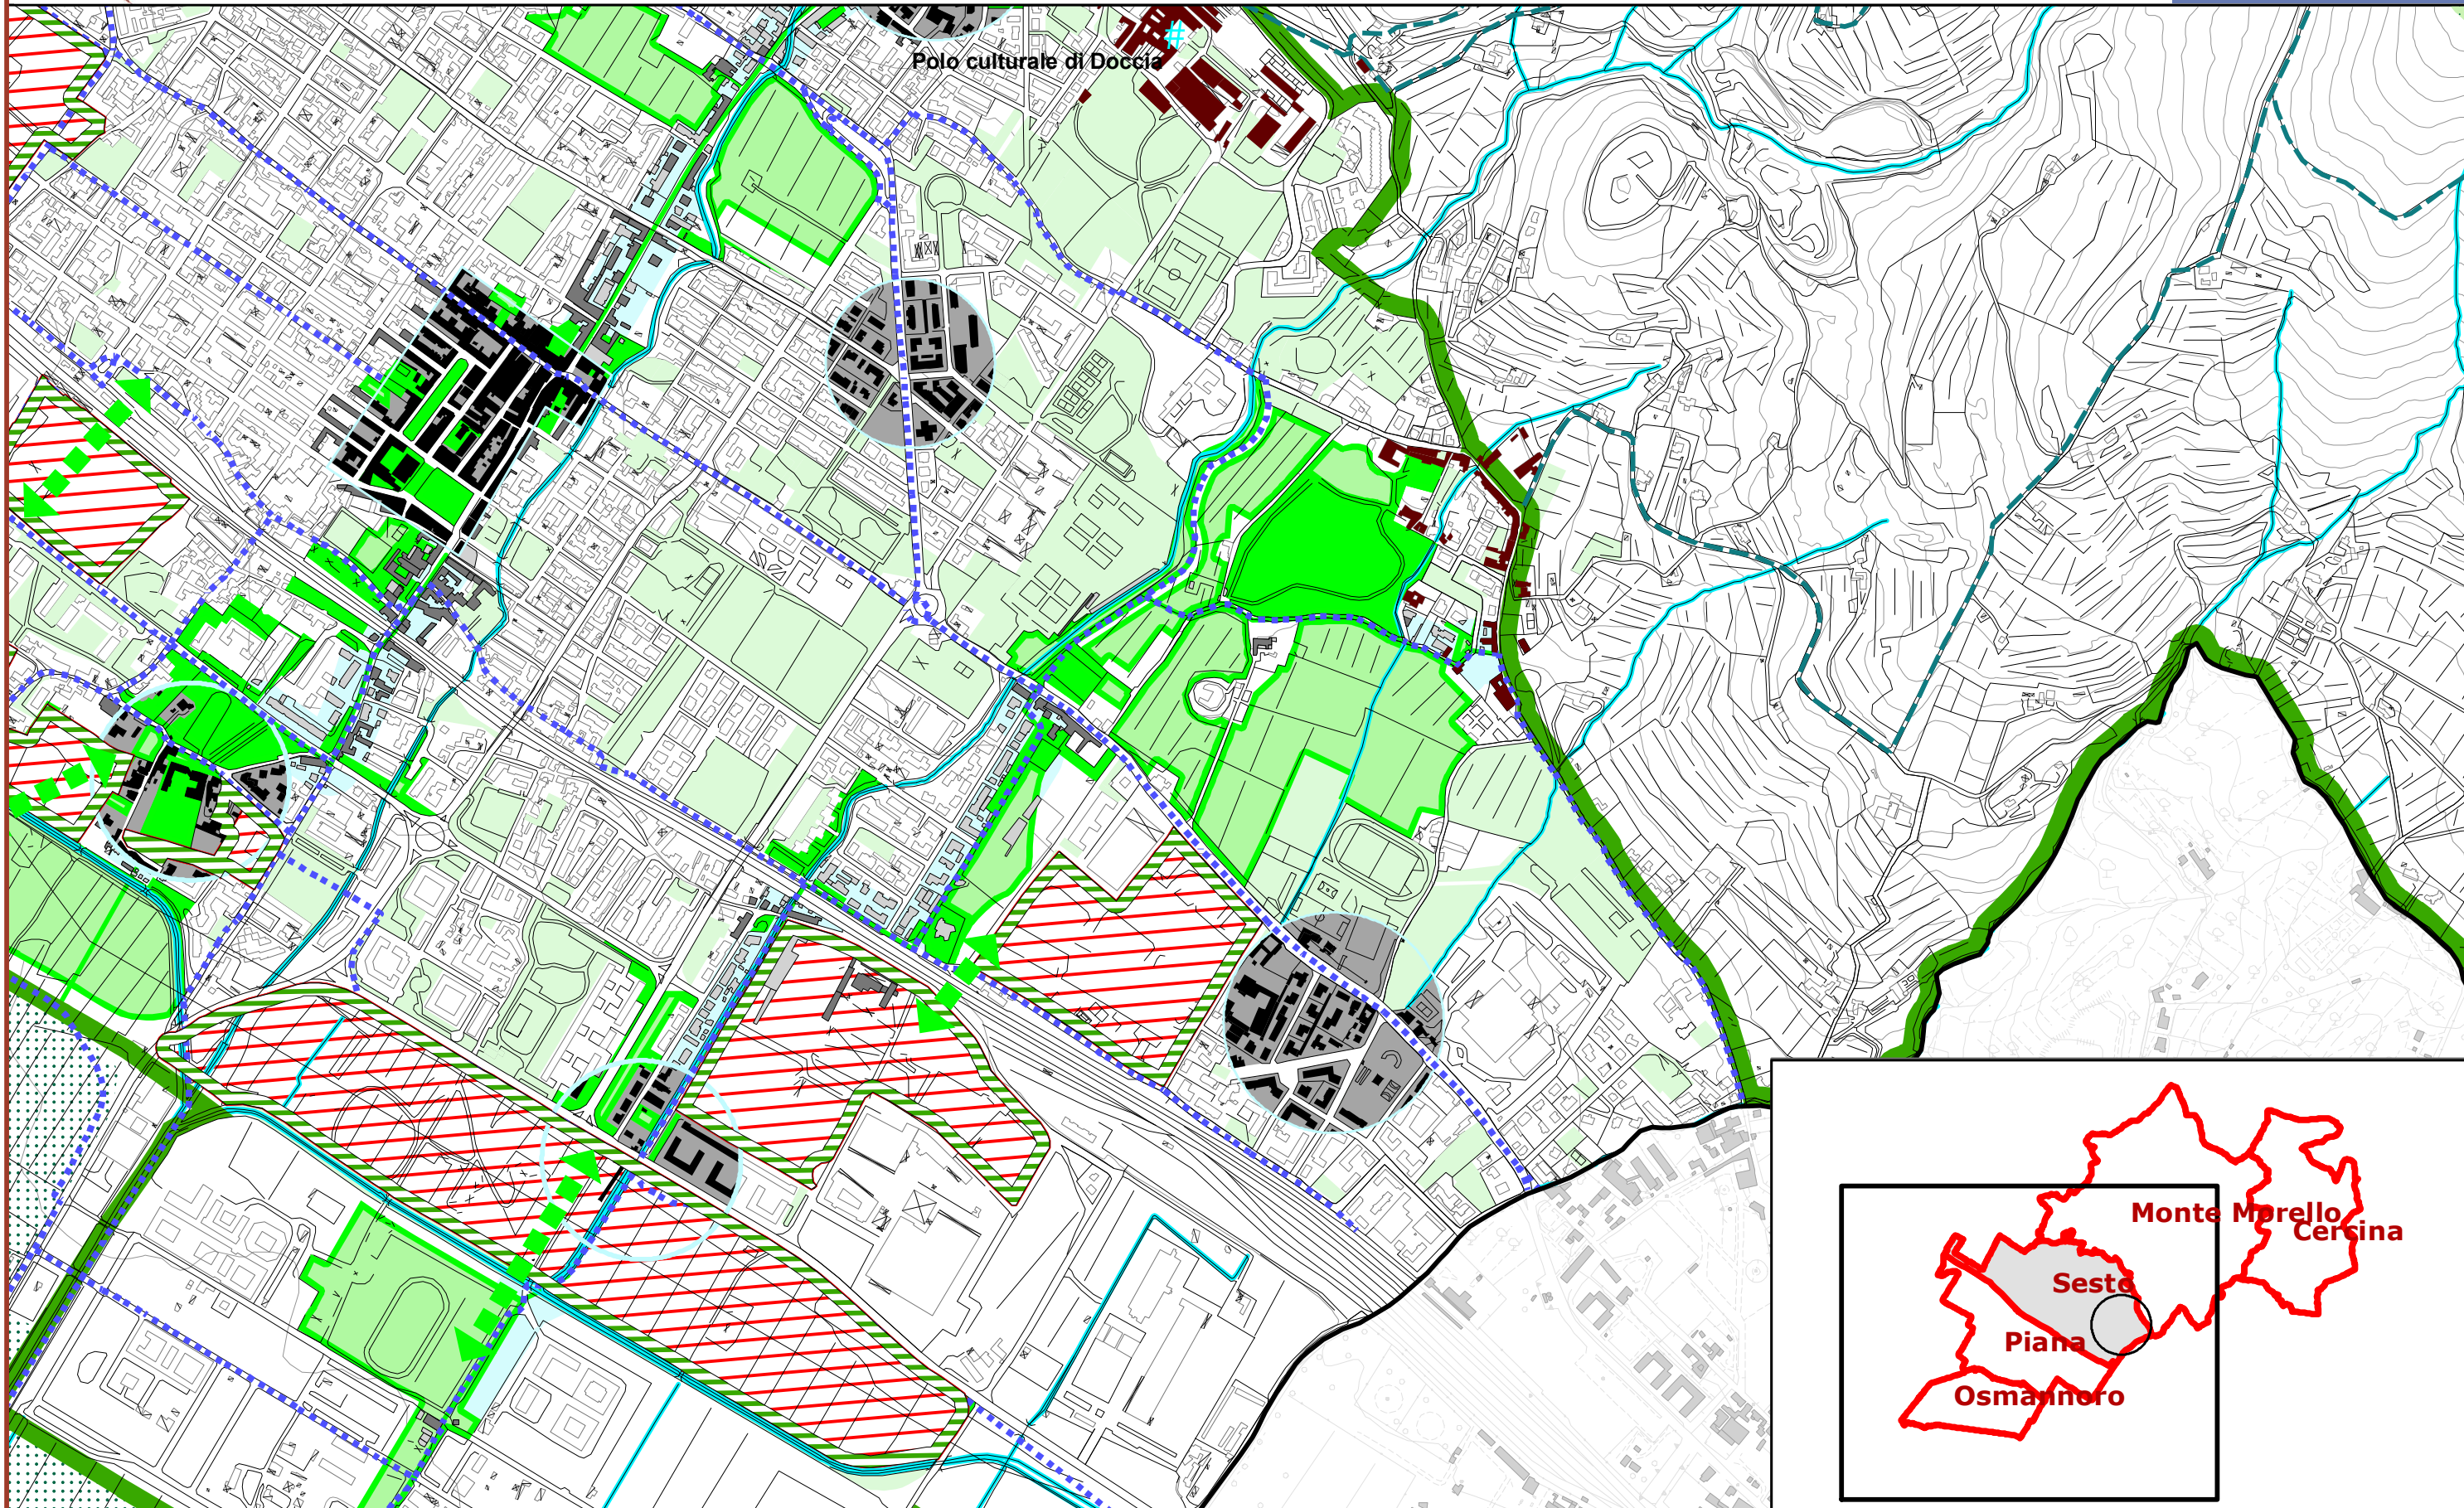 Polo culturale di Doccia
#
Monte Morello
Cercina
Sesto
Piana
Osmannoro